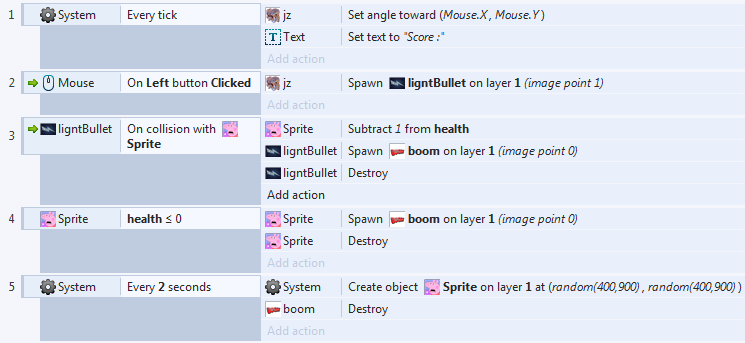 1 System Every tick jz Set angle toward (Mouse.X , Mouse.Y )
T Text Set text to "Score :"
Add action
2 Mouse On Left button Clicked jz SpawnligntBullet on layer 1 (image point 1)
Add action
3 ligntBullet On collision with Sprite Sprite Subtract 1 from health
ligntBullet Spawn boom on layer 1 (image point 0)
ligntBullet Destroy
Add action
4 Sprite health ≤ 0 Sprite Spawn boom on layer 1 (image point 0)
Sprite Destroy
Add action
5 System Every 2 seconds System Create object Sprite on layer 1 at (random(400,900) , random(400,900) )
boom Destroy
Add action